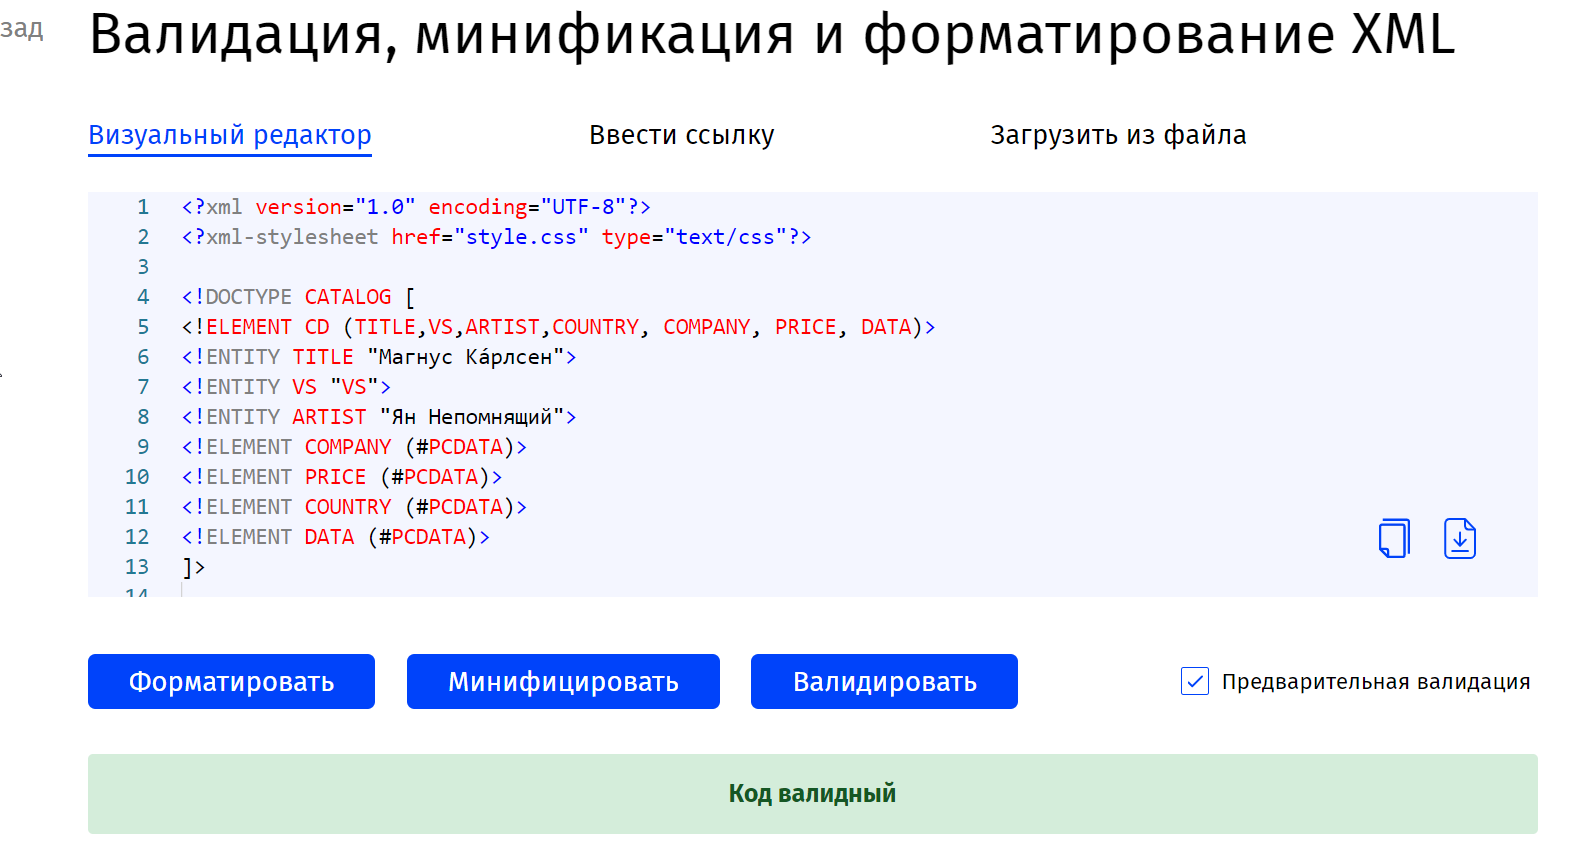 зад
Валидация, минификация и форматирование XML
Визуальный редактор
Ввести ссылку
Загрузить из файла
1 <?xml version="1.0" encoding="UTF-8"?>
2 <?xml-stylesheet href="style.css" type="text/css"?>
3
4 <!DOCTYPE CATALOG [
5 <!ELEMENT CD (TITLE,VS,ARTIST,COUNTRY, COMPANY, PRICE, DATA)>
6 <!ENTITY TITLE "Магнус Ка́рлсен">
7 <!ENTITY VS "VS">
8 <!ENTITY ARTIST "Ян Непомнящий">
9 <!ELEMENT COMPANY (#PCDATA)>
10 <!ELEMENT PRICE (#PCDATA)>
11 <!ELEMENT COUNTRY (#PCDATA)>
12 <!ELEMENT DATA (#PCDATA)>
13 ]>
14
Форматировать
Минифицировать
Валидировать
Предварительная валидация
Код валидный